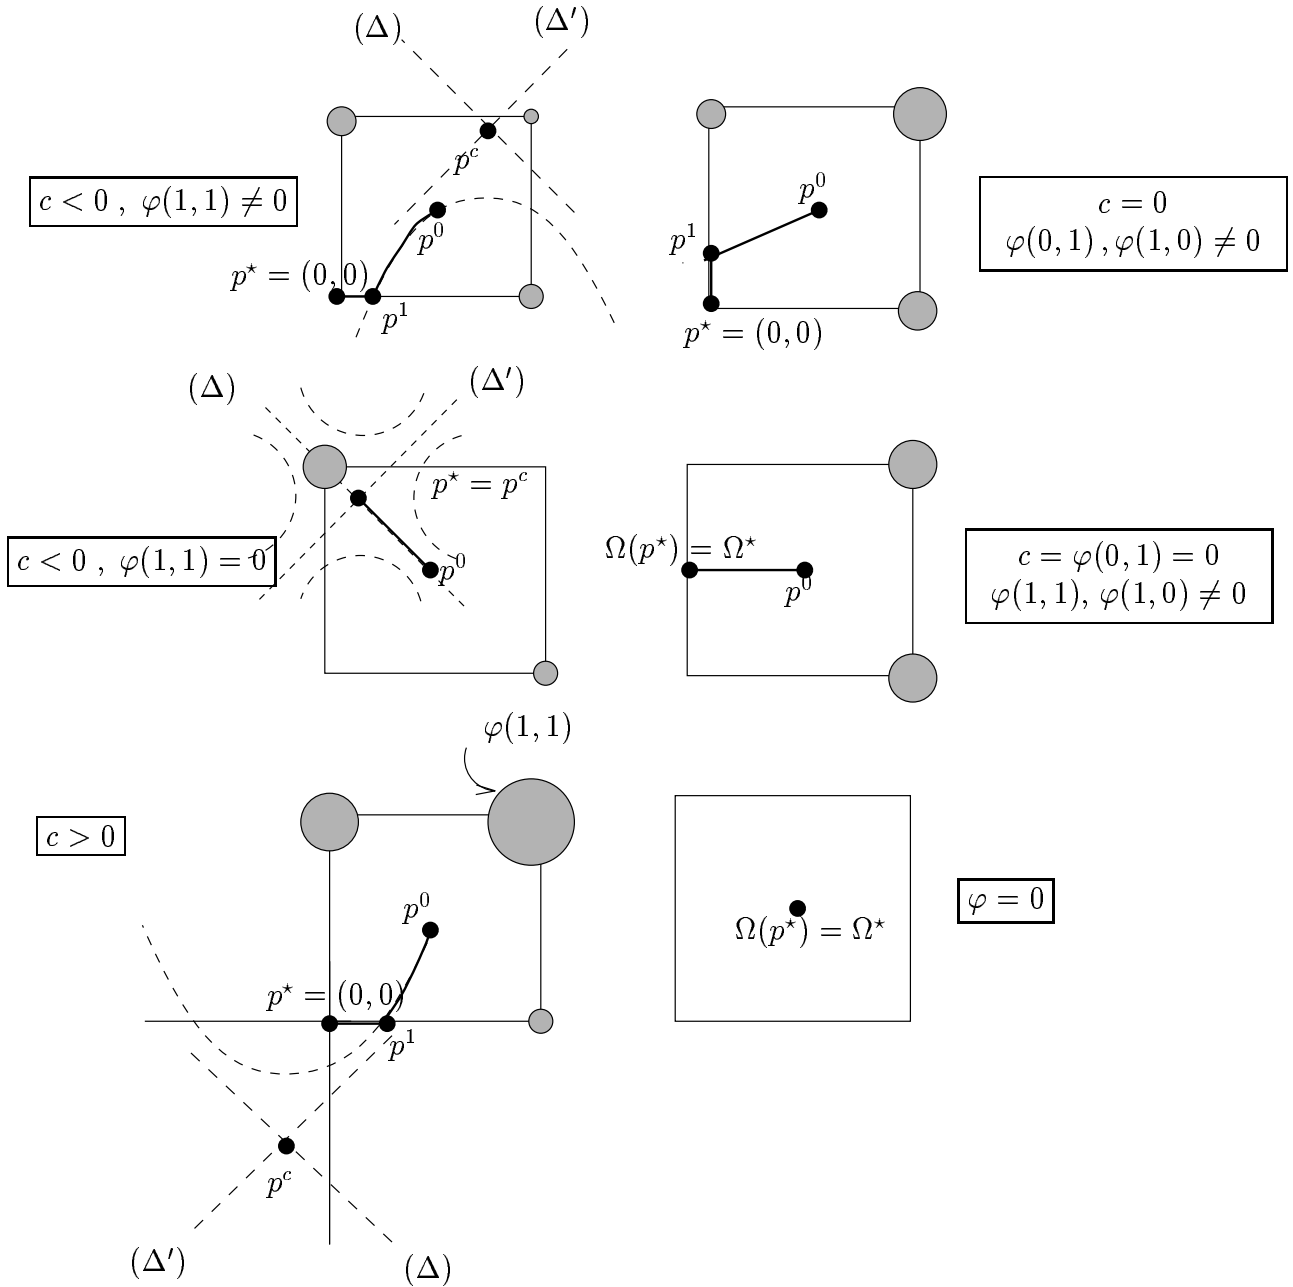 (Δ)
(Δ′)
p^c
c < 0 , φ(1,1) ≠ 0
p^0
p^⋆ = (0,0)
p^1
p^0
p^1
p^⋆ = (0,0)
c = 0
φ(0,1) , φ(1,0) ≠ 0
(Δ)
(Δ′)
p^⋆ = p^c
c < 0 , φ(1,1) = 0
p^0
Ω(p^⋆) = Ω^⋆
p^0
c = φ(0,1) = 0
φ(1,1), φ(1,0) ≠ 0
φ(1,1)
c > 0
p^0
p^⋆ = (0,0)
p^1
p^c
(Δ′)
(Δ)
Ω(p^⋆) = Ω^⋆
φ = 0